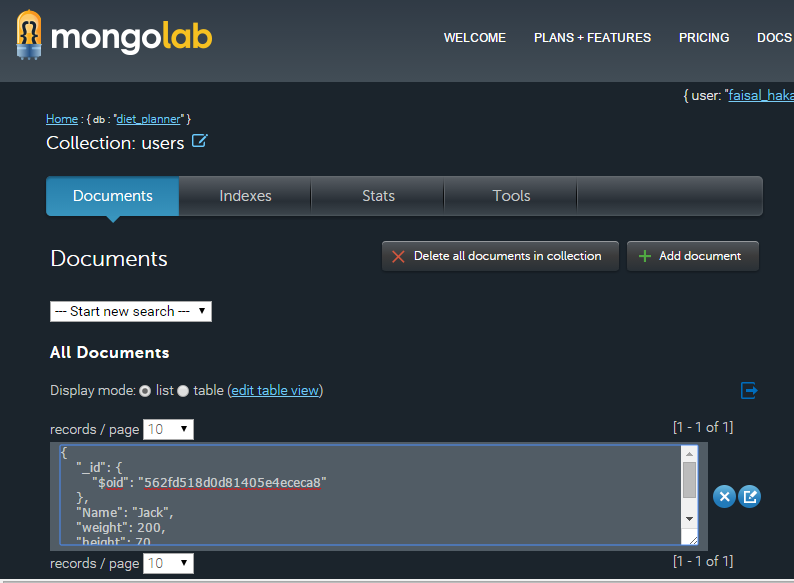 mongolab
WELCOME PLANS + FEATURES PRICING DOCS
{ user: "faisal_haka
Home : { db : "diet_planner" }
Collection: users
Documents Indexes Stats Tools
Documents
Delete all documents in collection
Add document
--- Start new search ---
All Documents
Display mode: list table (edit table view)
records / page 10 [1 - 1 of 1]
{
"_id": {
"$oid": "562fd518d0d81405e4ececa8"
},
"Name": "Jack",
"weight": 200,
"height": 70
records / page 10 [1 - 1 of 1]